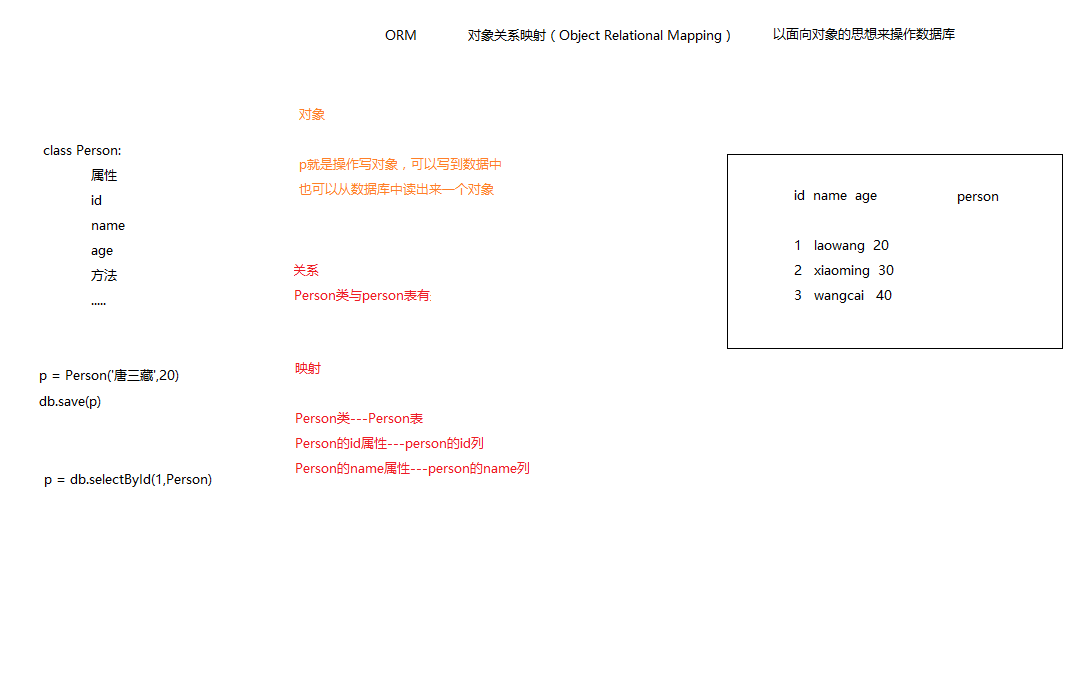 ORM 对象关系映射（Object Relational Mapping） 以面向对象的思想来操作数据库
class Person:
属性
id
name
age
方法
.....
p = Person('唐三藏',20)
db.save(p)
p = db.selectById(1,Person)
对象
p就是操作写对象，可以写到数据中
也可以从数据库中读出来一个对象
关系
Person类与person表有
映射
Person类---Person表
Person的id属性---person的id列
Person的name属性---person的name列
id name age person
1 laowang 20
2 xiaoming 30
3 wangcai 40